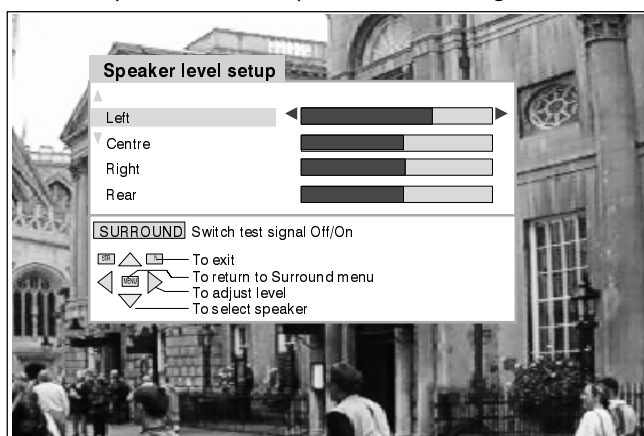 Speaker level setup
Left
Centre
Right
Rear
SURROUND Switch test signal Off/On
STR
To exit
MENU
To return to Surround menu
To adjust level
To select speaker